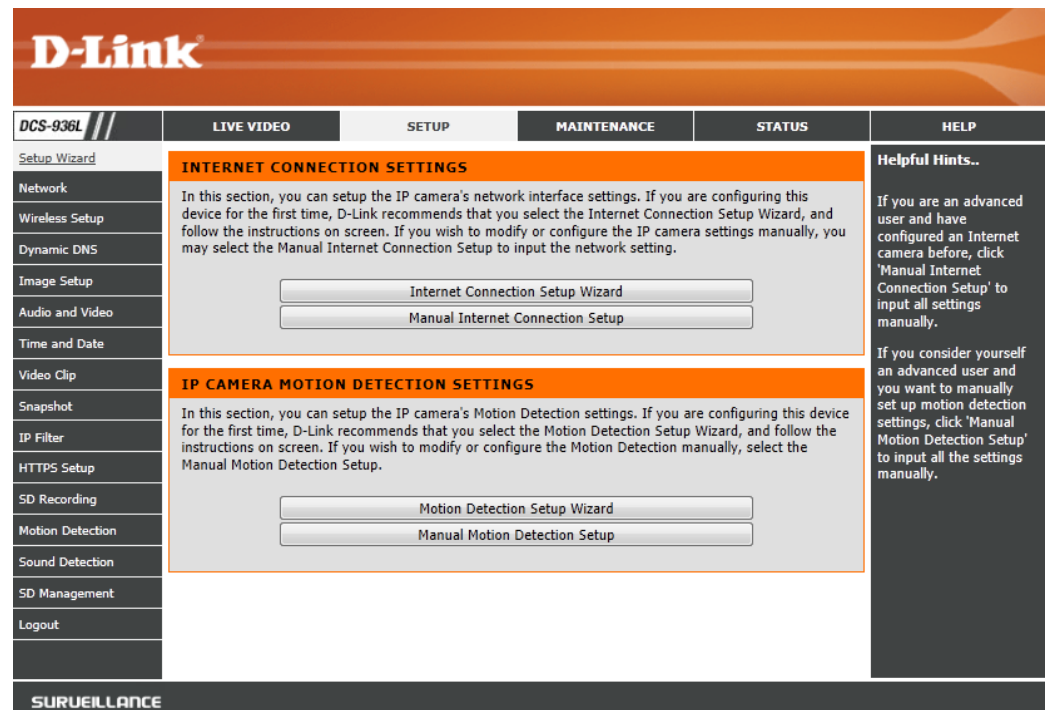 D-Link
DCS-936L
LIVE VIDEO
SETUP
MAINTENANCE
STATUS
HELP
Setup Wizard
Network
Wireless Setup
Dynamic DNS
Image Setup
Audio and Video
Time and Date
Video Clip
Snapshot
IP Filter
HTTPS Setup
SD Recording
Motion Detection
Sound Detection
SD Management
Logout
INTERNET CONNECTION SETTINGS
In this section, you can setup the IP camera's network interface settings. If you are configuring this
device for the first time, D-Link recommends that you select the Internet Connection Setup Wizard, and
follow the instructions on screen. If you wish to modify or configure the IP camera settings manually, you
may select the Manual Internet Connection Setup to input the network setting.
Internet Connection Setup Wizard
Manual Internet Connection Setup
IP CAMERA MOTION DETECTION SETTINGS
In this section, you can setup the IP camera's Motion Detection settings. If you are configuring this device
for the first time, D-Link recommends that you select the Motion Detection Setup Wizard, and follow the
instructions on screen. If you wish to modify or configure the Motion Detection manually, select the
Manual Motion Detection Setup.
Motion Detection Setup Wizard
Manual Motion Detection Setup
Helpful Hints..
If you are an advanced
user and have
configured an Internet
camera before, click
'Manual Internet
Connection Setup' to
input all settings
manually.
If you consider yourself
an advanced user and
you want to manually
set up motion detection
settings, click 'Manual
Motion Detection Setup'
to input all the settings
manually.
SURVEILLANCE